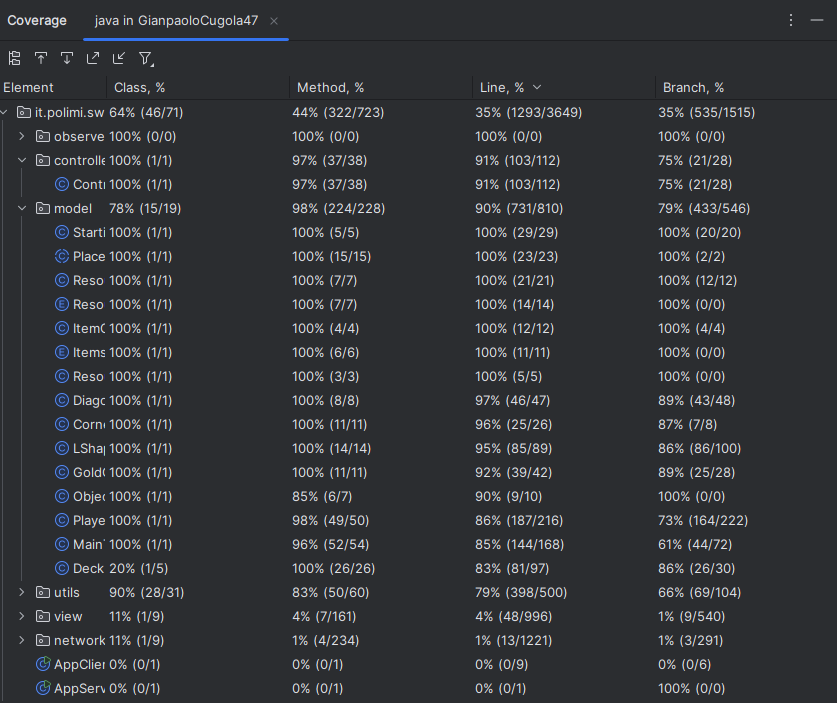 Coverage java in GianpaoloCugola47
Element Class, % Method, % Line, % Branch, %
it.polimi.sw 64% (46/71) 44% (322/723) 35% (1293/3649) 35% (535/1515)
observe 100% (0/0) 100% (0/0) 100% (0/0) 100% (0/0)
controlle 100% (1/1) 97% (37/38) 91% (103/112) 75% (21/28)
Conti 100% (1/1) 97% (37/38) 91% (103/112) 75% (21/28)
model 78% (15/19) 98% (224/228) 90% (731/810) 79% (433/546)
Starti 100% (1/1) 100% (5/5) 100% (29/29) 100% (20/20)
Place 100% (1/1) 100% (15/15) 100% (23/23) 100% (2/2)
Reso 100% (1/1) 100% (7/7) 100% (21/21) 100% (12/12)
Reso 100% (1/1) 100% (7/7) 100% (14/14) 100% (0/0)
ItemC 100% (1/1) 100% (4/4) 100% (12/12) 100% (4/4)
Items 100% (1/1) 100% (6/6) 100% (11/11) 100% (0/0)
Reso 100% (1/1) 100% (3/3) 100% (5/5) 100% (0/0)
Diago 100% (1/1) 100% (8/8) 97% (46/47) 89% (43/48)
Corne 100% (1/1) 100% (11/11) 96% (25/26) 87% (7/8)
LShap 100% (1/1) 100% (14/14) 95% (85/89) 86% (86/100)
GoldC 100% (1/1) 100% (11/11) 92% (39/42) 89% (25/28)
Objec 100% (1/1) 85% (6/7) 90% (9/10) 100% (0/0)
Playe 100% (1/1) 98% (49/50) 86% (187/216) 73% (164/222)
MainT 100% (1/1) 96% (52/54) 85% (144/168) 61% (44/72)
Deck 20% (1/5) 100% (26/26) 83% (81/97) 86% (26/30)
utils 90% (28/31) 83% (50/60) 79% (398/500) 66% (69/104)
view 11% (1/9) 4% (7/161) 4% (48/996) 1% (9/540)
network 11% (1/9) 1% (4/234) 1% (13/1221) 1% (3/291)
AppClier 0% (0/1) 0% (0/1) 0% (0/9) 0% (0/6)
AppServ 0% (0/1) 0% (0/1) 0% (0/1) 100% (0/0)